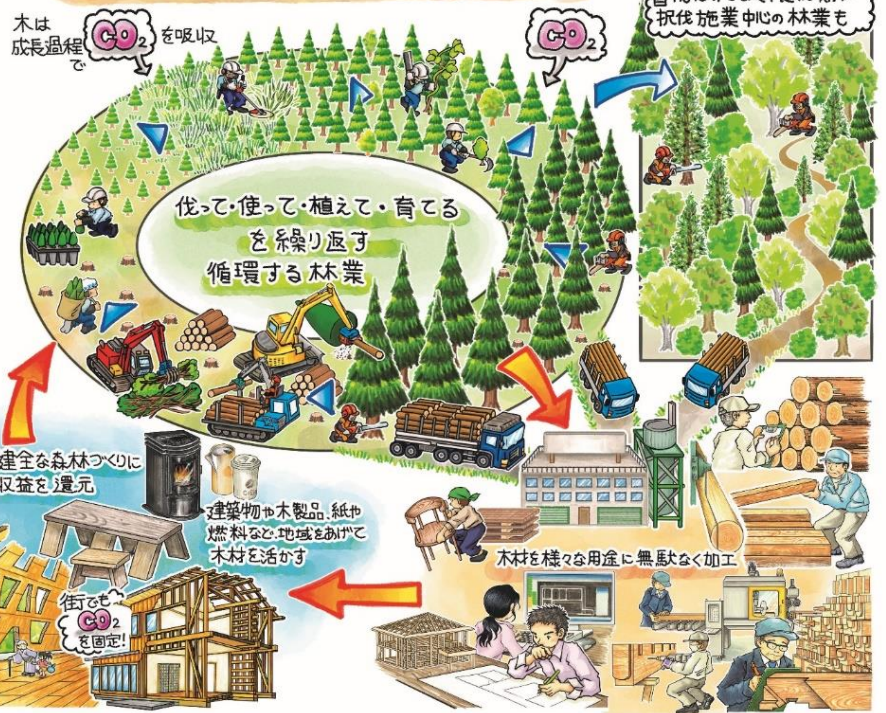 木は
成長過程
で
CO₂
を吸収
CO₂
択伐施業中心の林業も
伐って・使って・植えて・育てる
を繰り返す
循環する林業
健全な森林づくりに
収益を還元
建築物や木製品、紙や
燃料など、地域をあげて
木材を活かす
木材を様々な用途に無駄なく加工
街でも
CO₂
を固定!